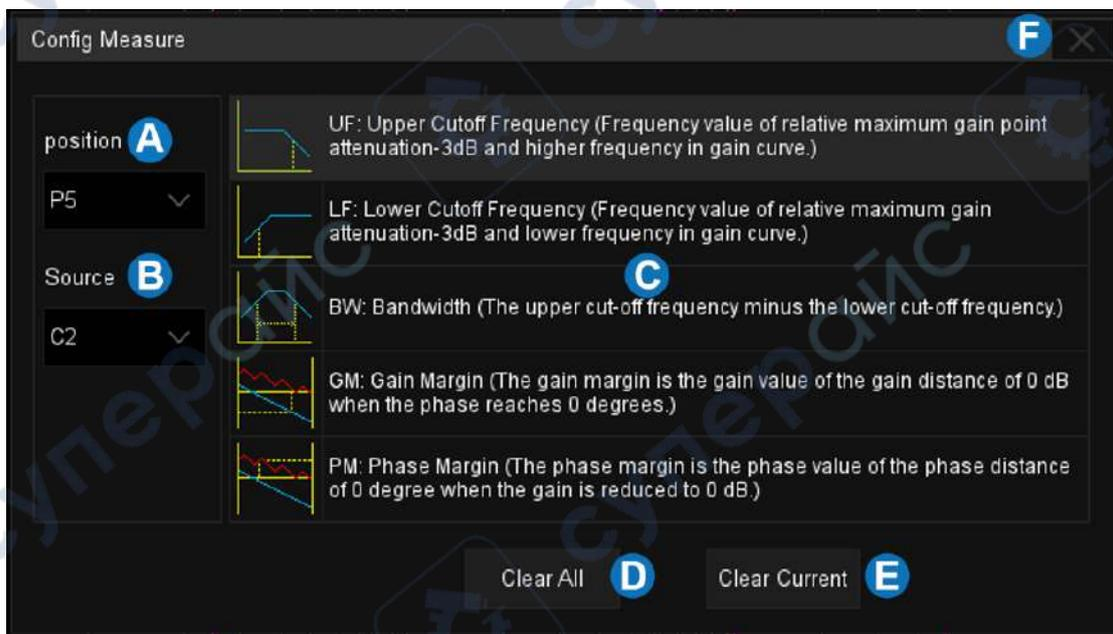 Config Measure
F
position A
P5
Source B
C2
UF: Upper Cutoff Frequency (Frequency value of relative maximum gain point
attenuation-3dB and higher frequency in gain curve.)
LF: Lower Cutoff Frequency (Frequency value of relative maximum gain
attenuation-3dB and lower frequency in gain curve.)
C
BW: Bandwidth (The upper cut-off frequency minus the lower cut-off frequency.)
GM: Gain Margin (The gain margin is the gain value of the gain distance of 0 dB
when the phase reaches 0 degrees.)
PM: Phase Margin (The phase margin is the phase value of the phase distance
of 0 degree when the gain is reduced to 0 dB.)
Clear All D
Clear Current E
суперайс
суперайс